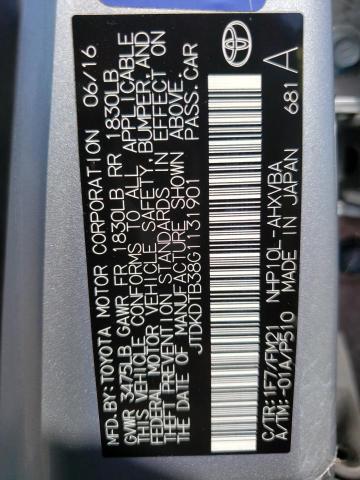 MFD.BY:TOYOTA MOTOR CORPORATION 06/16
GVWR 3475LB GAWR FR 1830LB RR 1830LB
THIS VEHICLE CONFORMS TO ALL APPLICABLE
FEDERAL MOTOR VEHICLE SAFETY, BUMPER, AND
THEFT PREVENTION STANDARDS IN EFFECT ON
THE DATE OF MANUFACTURE SHOWN ABOVE.
JTDKDTB38G1131901 PASS.CAR
TOYOTA
C/TR:1F7/FM21 NHP10L-AHXVBA
A/TM:-01A/P510 MADE IN JAPAN 681 A